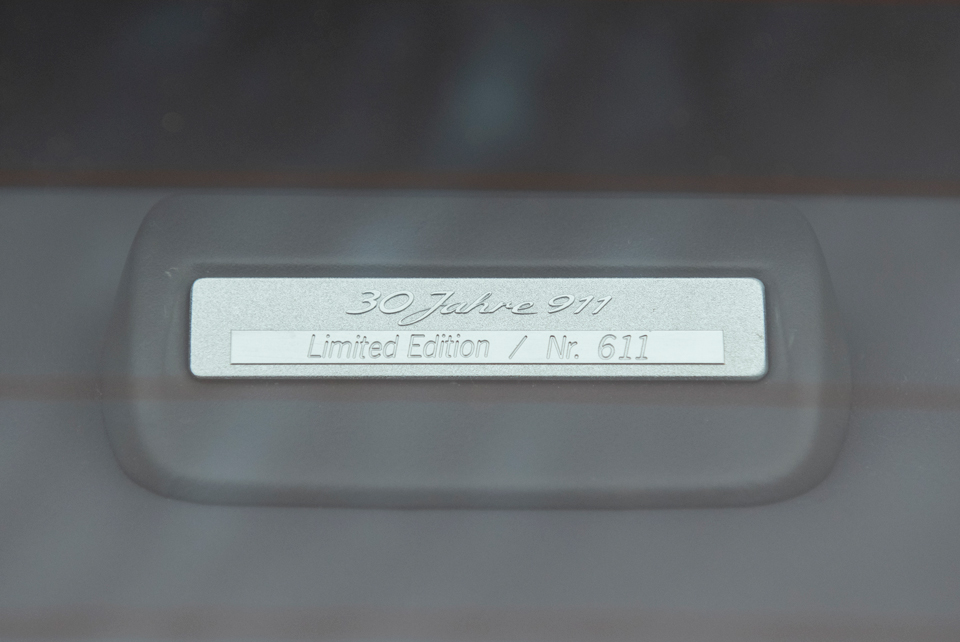 30 Jahre 911
Limited Edition / Nr. 611